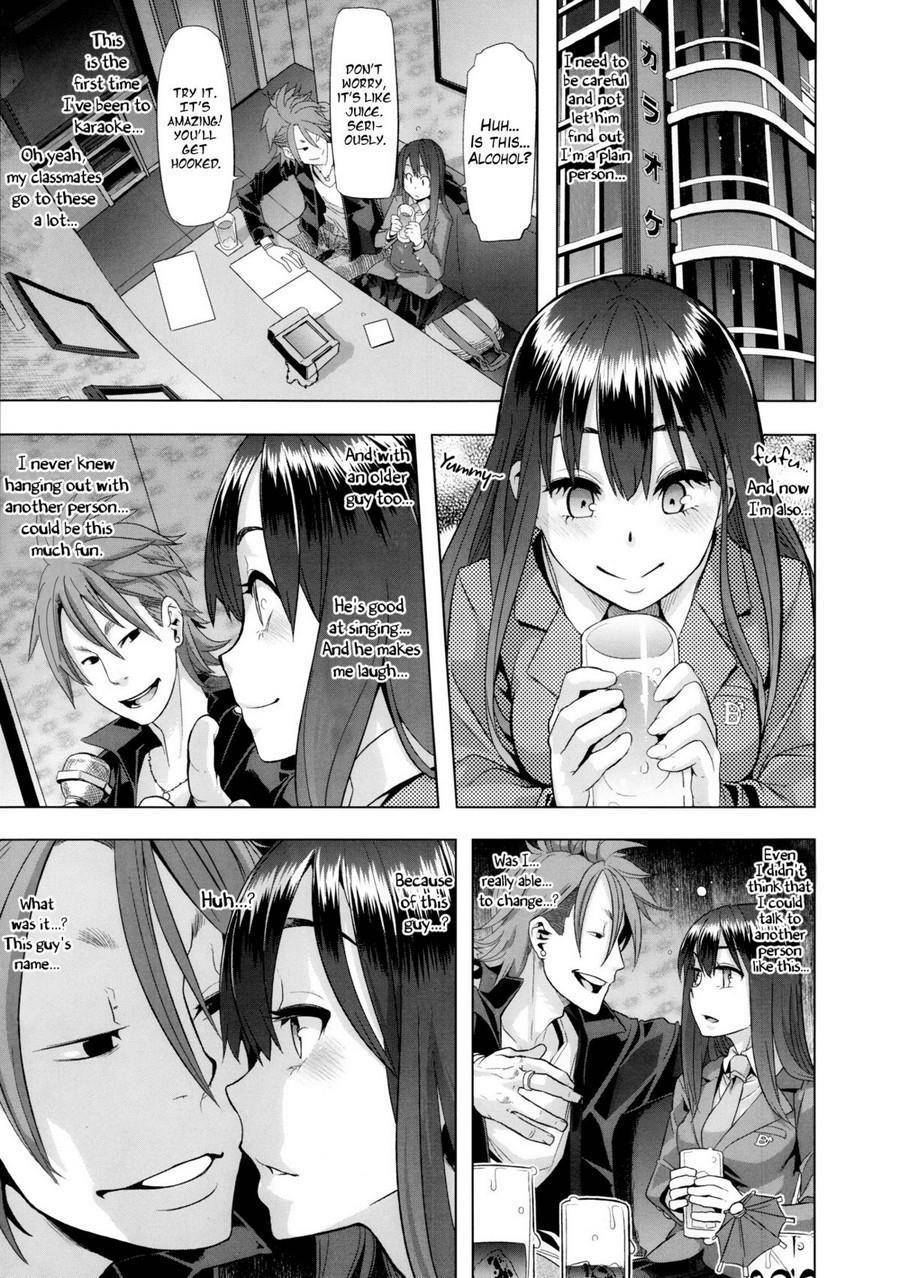 カラオケ
I need to
be careful
and not
let him
find out
I'm a plain
person...
Huh...
Is this...
Alcohol?
Don't
worry,
it's like
juice.
Seri-
ously.
Try it.
It's
amazing!
You'll
get
hooked.
This
is the
first time
I've been to
karaoke...
Oh yeah,
my classmates
go to these
a lot...
fufu...
And now
I'm also...
Yummy~
B
And with
an older
guy too...
He's good
at singing...
And he makes
me laugh...
I never knew
hanging out with
another person...
could be this
much fun.
Even
I didn't
think that
I could
talk to
another
person
like this...
Was I...
really able...
to change...?
B
Because
of this
guy...?
Huh...?
What
was it...?
This guy's
name...